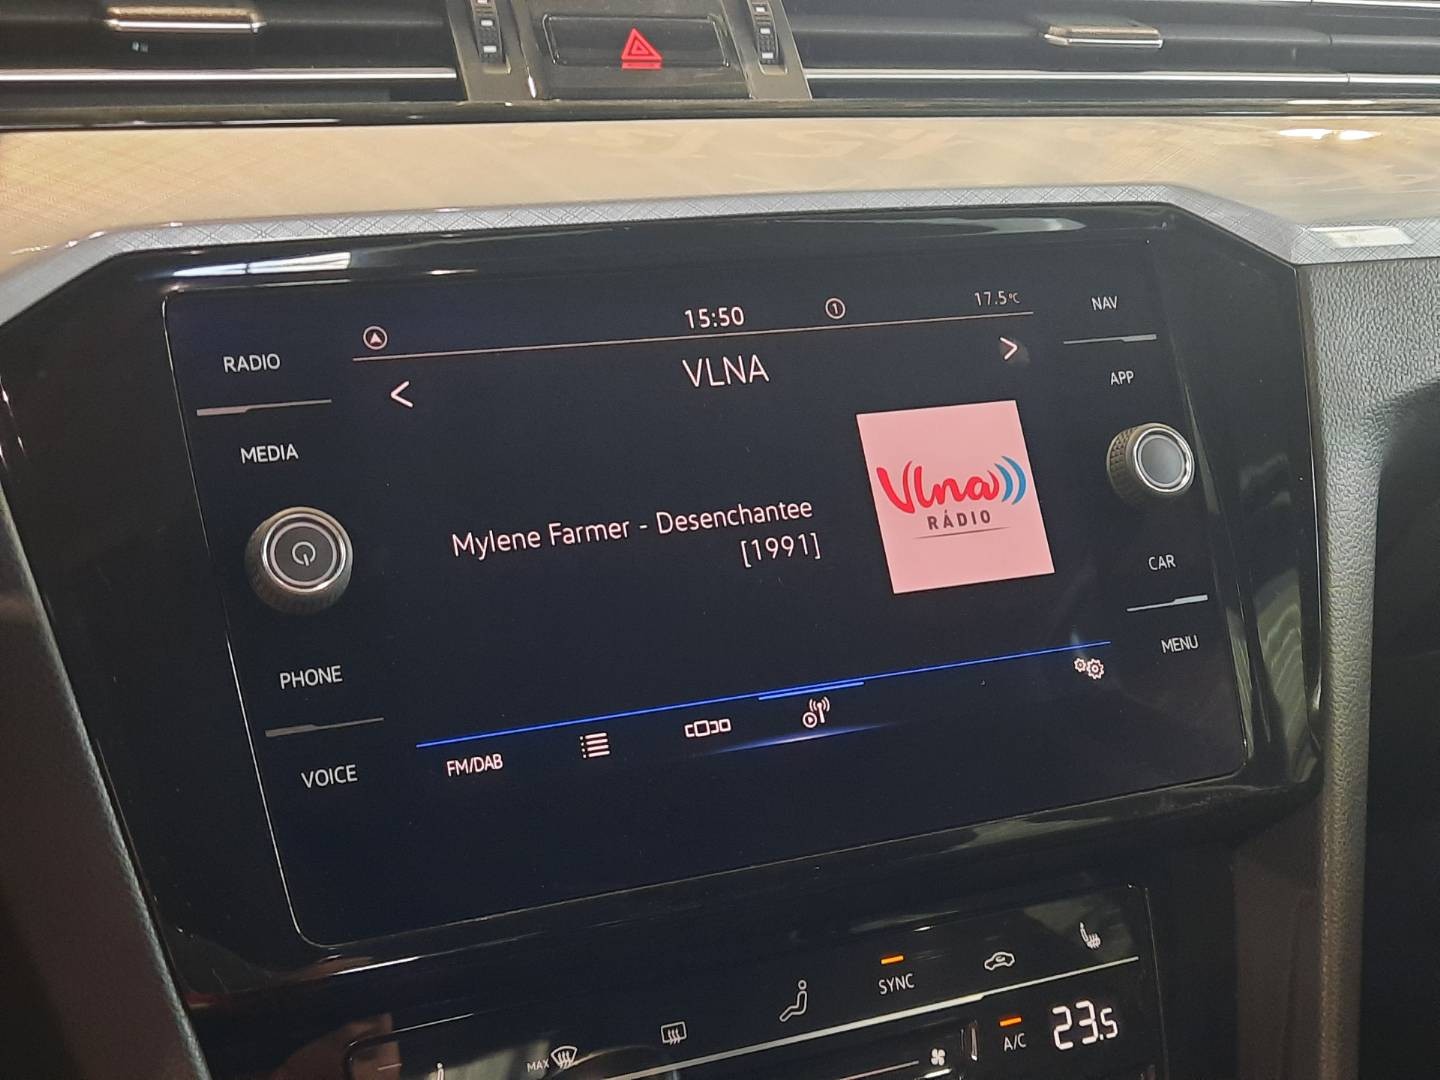 15:50
1
17.5°C
NAV
RADIO
VLNA
APP
MEDIA
Vlna
RÁDIO
Mylene Farmer - Desenchantee
[1991]
CAR
PHONE
MENU
FM/DAB
VOICE
SYNC
MAX
A/C
23.5